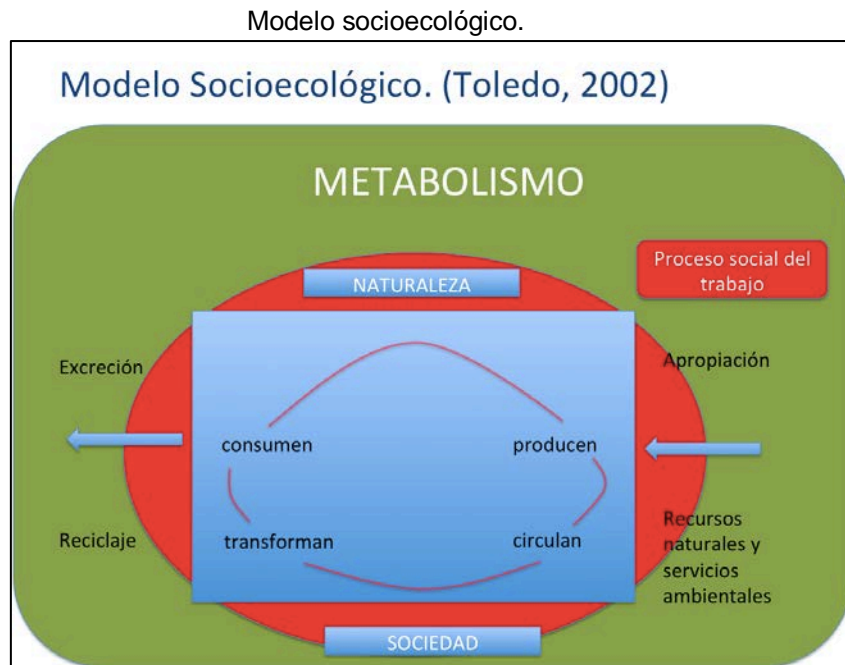 Modelo socioecológico.
Modelo Socioecológico. (Toledo, 2002)
METABOLISMO
Proceso social del
trabajo
NATURALEZA
Excreción
Apropiación
consumen
producen
Reciclaje
transforman
circulan
Recursos
naturales y
servicios
ambientales
SOCIEDAD